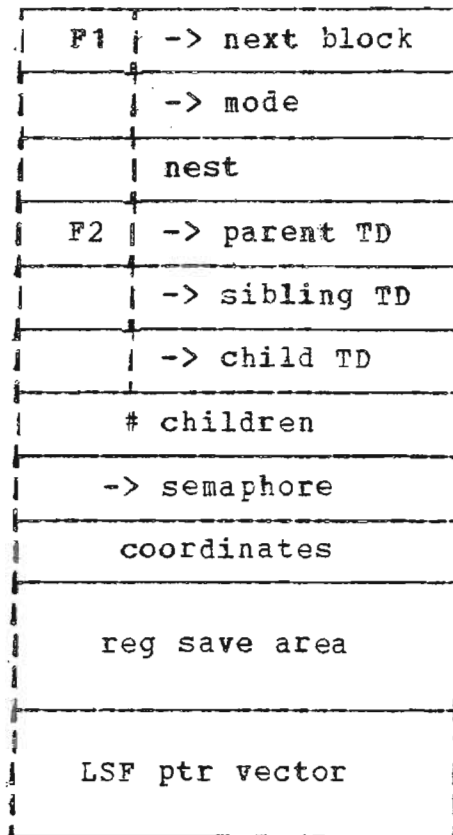 F1 -> next block
-> mode
nest
F2 -> parent TD
-> sibling TD
-> child TD
# children
-> semaphore
coordinates
reg save area
LSF ptr vector